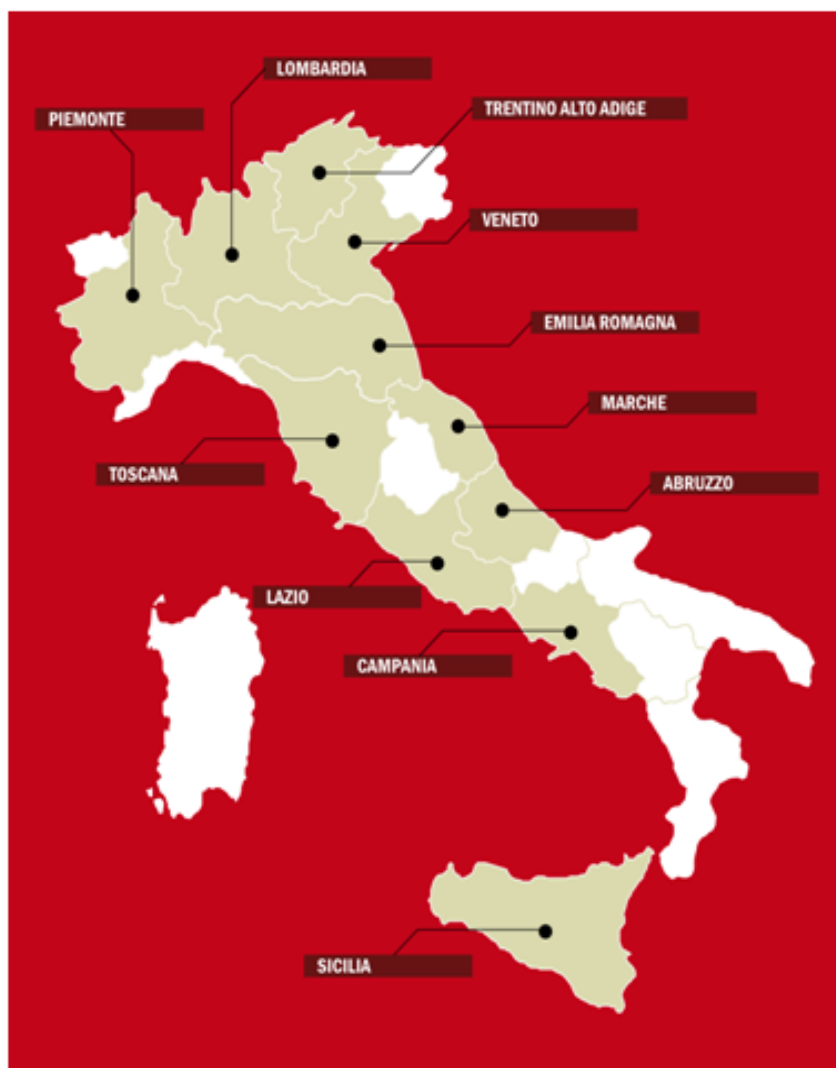 LOMBARDIA
TRENTINO ALTO ADIGE
PIEMONTE
VENETO
EMILIA ROMAGNA
MARCHE
TOSCANA
ABRUZZO
LAZIO
CAMPANIA
SICILIA